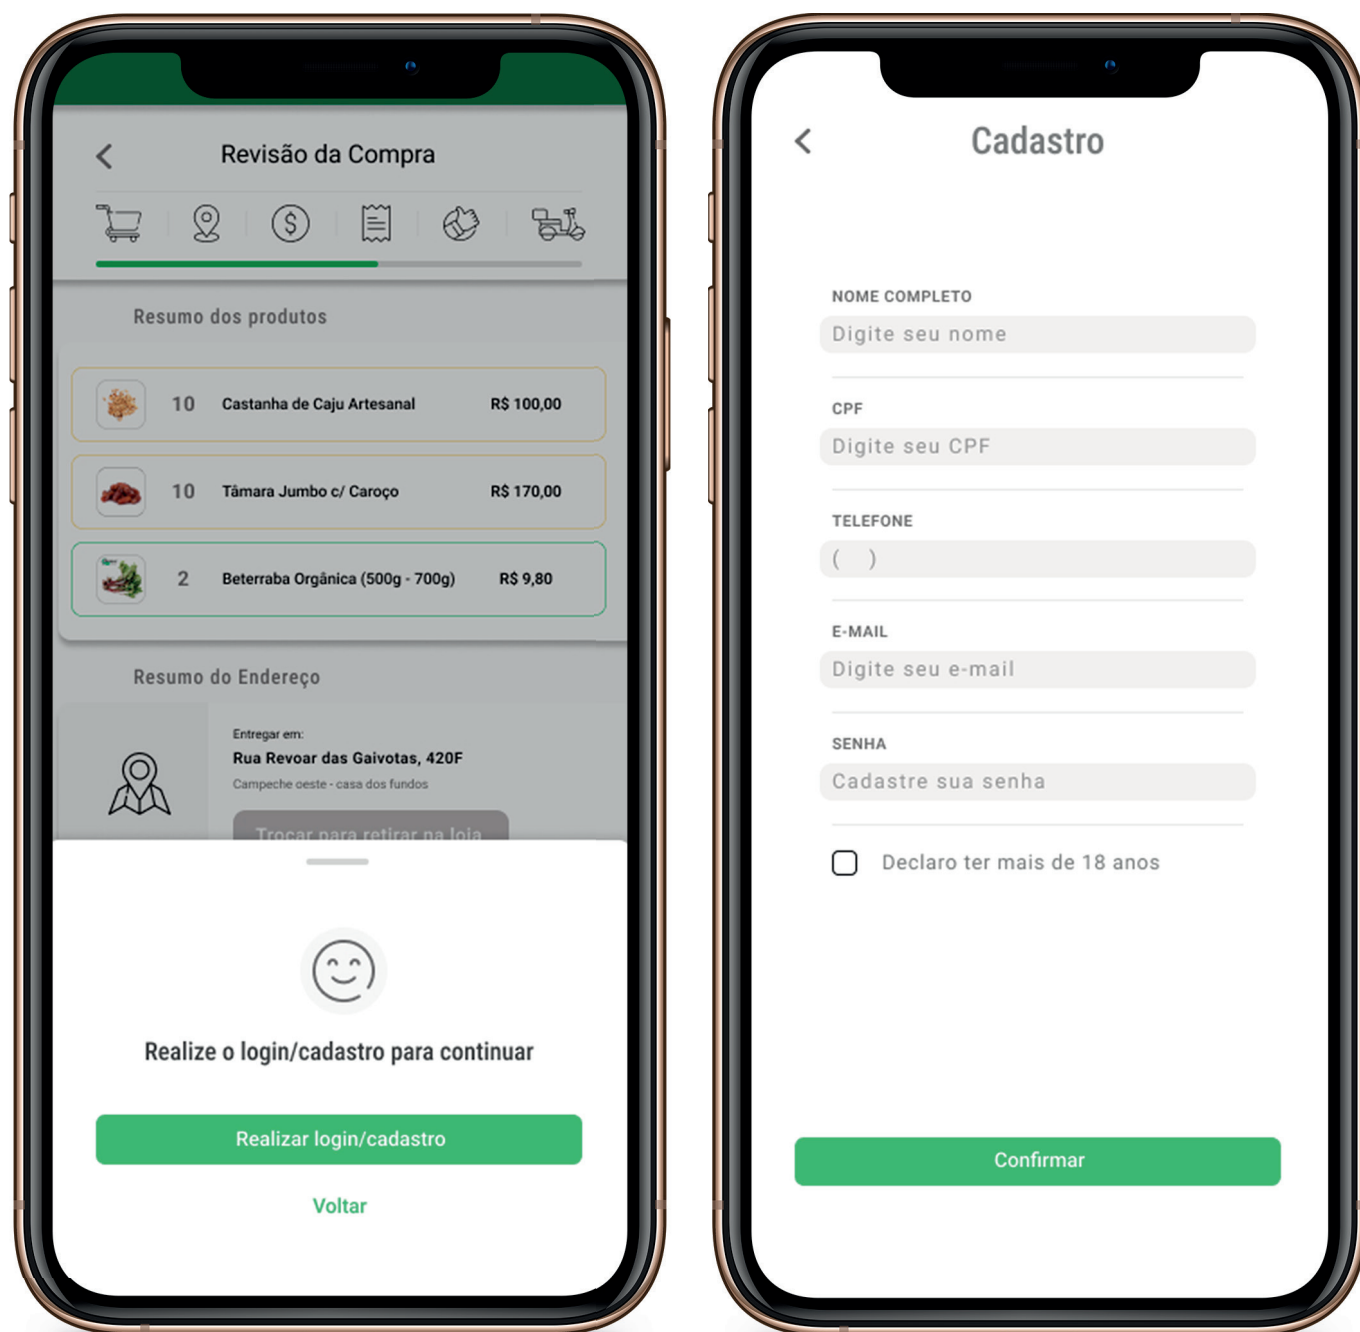 Revisão da Compra
Resumo dos produtos
10 Castanha de Caju Artesanal R$ 100,00
10 Tâmara Jumbo c/ Caroço R$ 170,00
2 Beterraba Orgânica (500g - 700g) R$ 9,80
Resumo do Endereço
Entregar em:
Rua Revoar das Gaivotas, 420F
Campeche oeste - casa dos fundos
Trocar para retirar na loja
Realize o login/cadastro para continuar
Realizar login/cadastro
Voltar
Cadastro
NOME COMPLETO
Digite seu nome
CPF
Digite seu CPF
TELEFONE
( )
E-MAIL
Digite seu e-mail
SENHA
Cadastre sua senha
Declaro ter mais de 18 anos
Confirmar